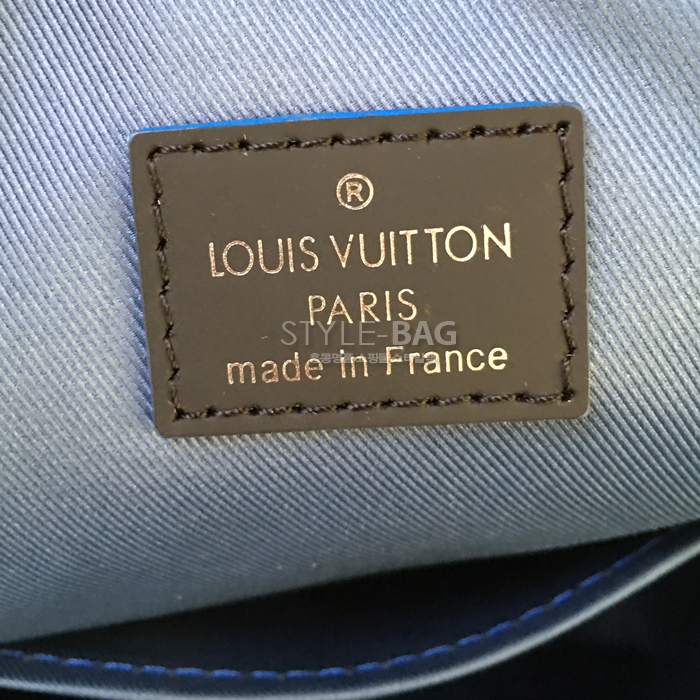 ®
LOUIS VUITTON
PARIS
STYLE-BAG
made in France